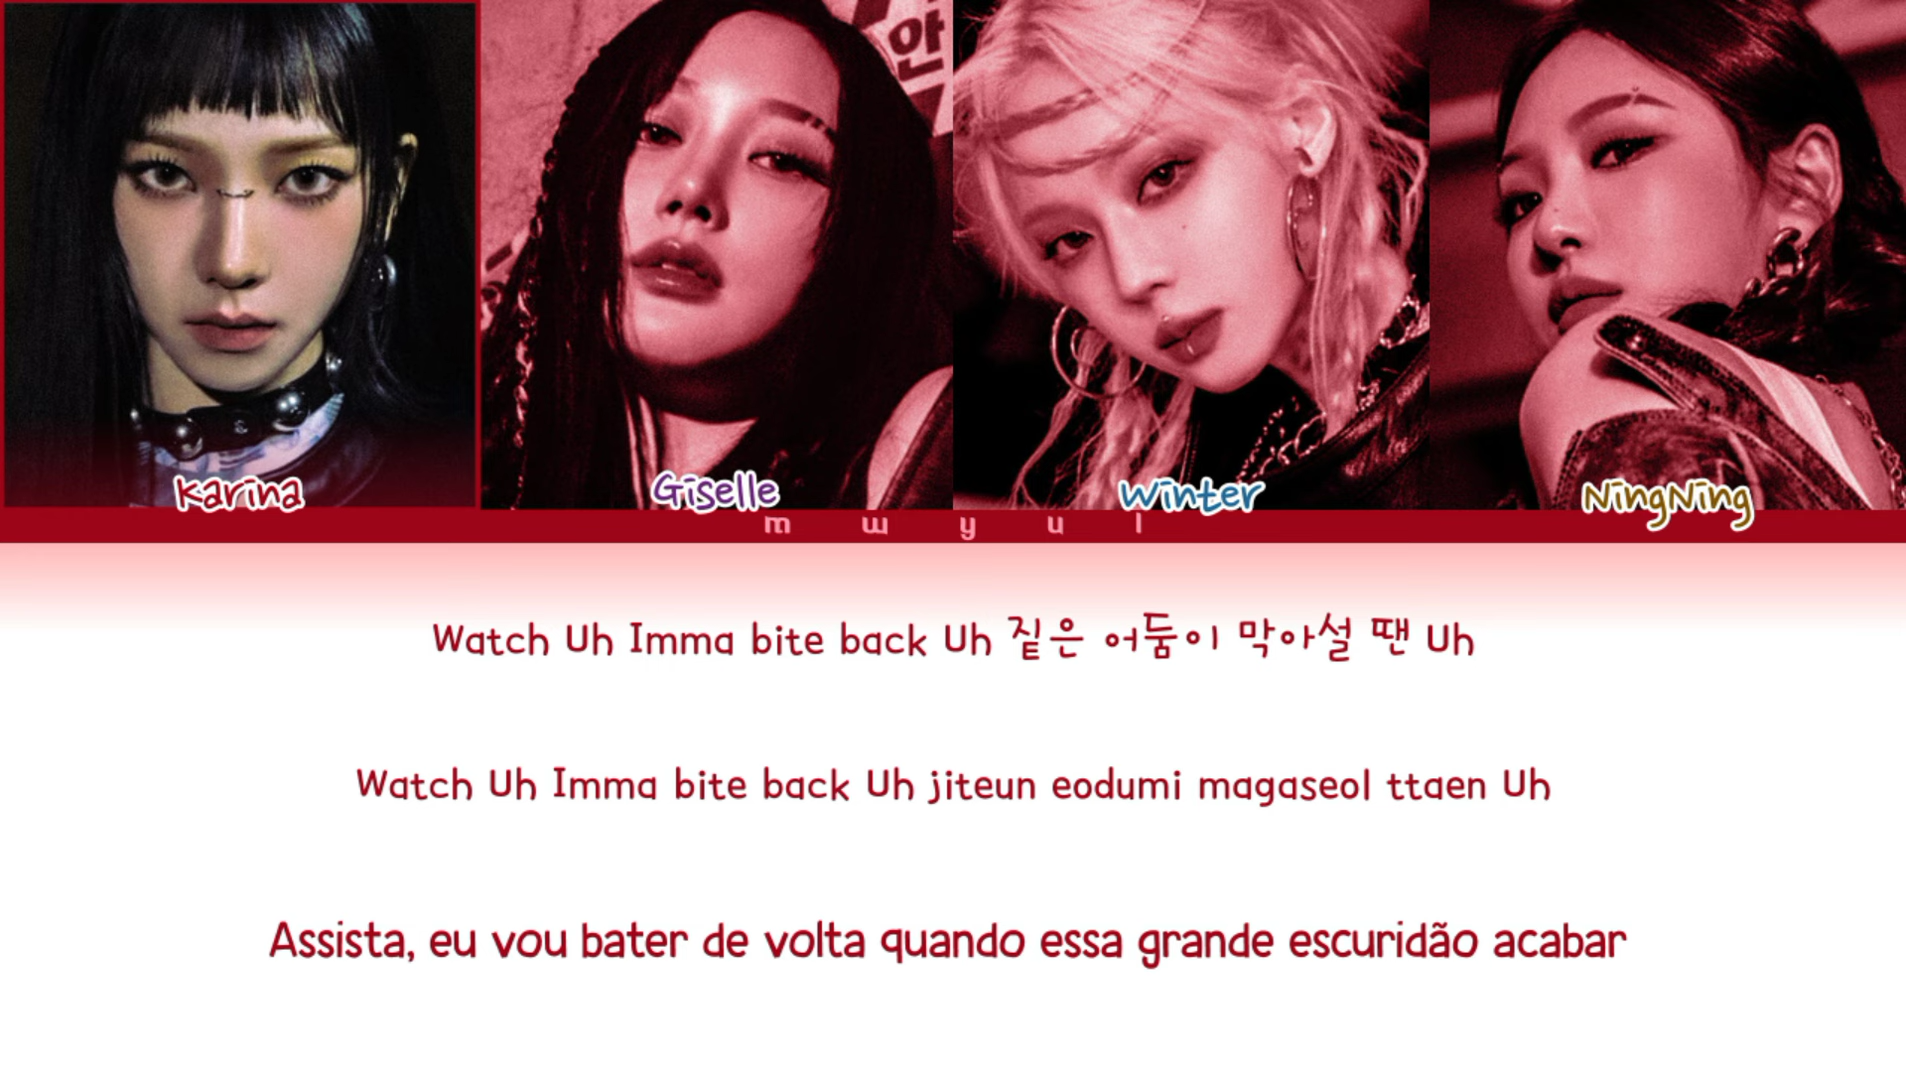 안
Karina
Giselle
Winter
NingNing
mwyul
Watch Uh Imma bite back Uh 짙은 어둠이 막아설 땐 Uh
Watch Uh Imma bite back Uh jiteun eodumi magaseol ttaen Uh
Assista, eu vou bater de volta quando essa grande escuridão acabar